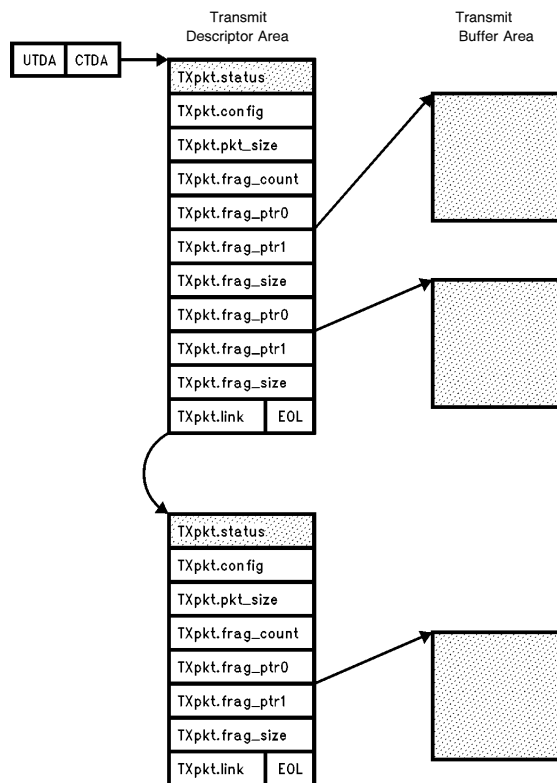 Transmit
Descriptor Area
Transmit
Buffer Area
UTDA CTDA
TXpkt.status
TXpkt.config
TXpkt.pkt_size
TXpkt.frag_count
TXpkt.frag_ptr0
TXpkt.frag_ptr1
TXpkt.frag_size
TXpkt.frag_ptr0
TXpkt.frag_ptr1
TXpkt.frag_size
TXpkt.link EOL
TXpkt.status
TXpkt.config
TXpkt.pkt_size
TXpkt.frag_count
TXpkt.frag_ptr0
TXpkt.frag_ptr1
TXpkt.frag_size
TXpkt.link EOL